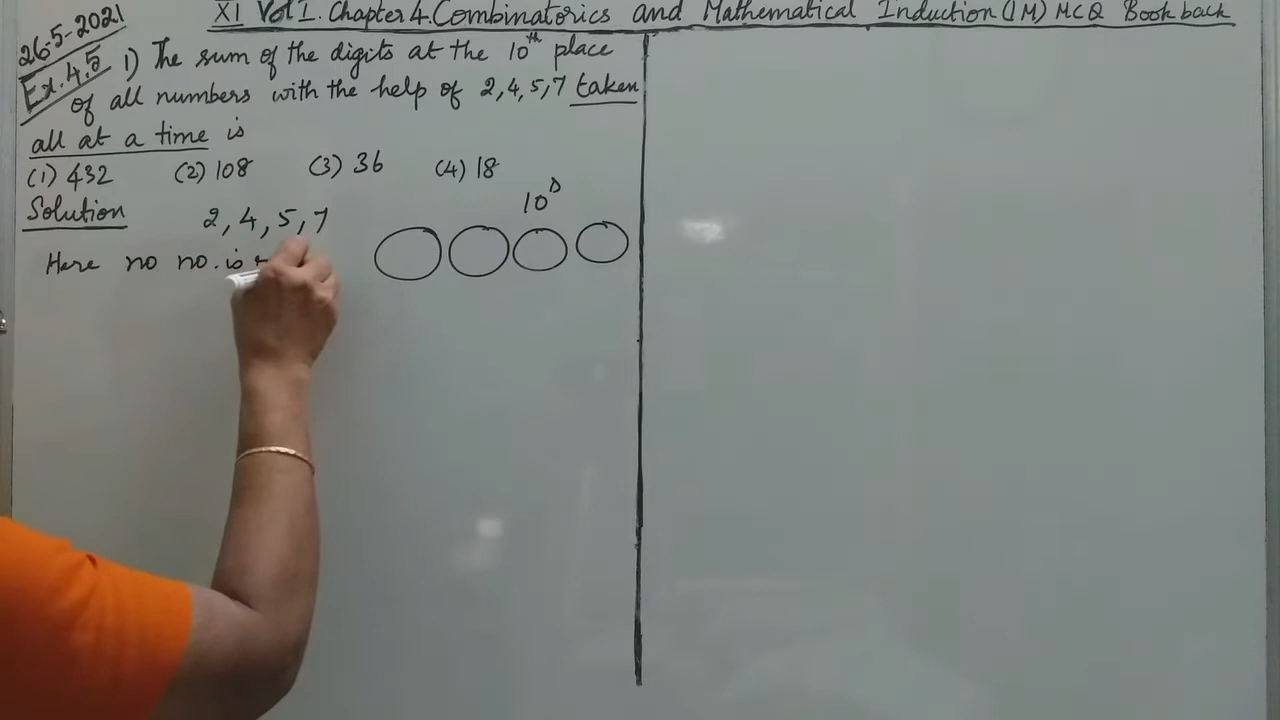 XI Vol I. Chapter 4. Combinatorics and Mathematical Induction (1M) MCQ Book back
26-5-2021
Ex. 4.5
1) The sum of the digits at the 10th place
of all numbers with the help of 2,4,5,7 taken
all at a time is
(1) 432 (2) 108 (3) 36 (4) 18
Solution
2, 4, 5, 7
10^s
Here no no. is